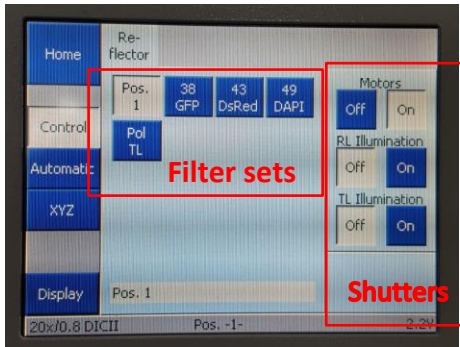 Home
Re-
flector
Control
Automatic
XYZ
Display
Pos.
1
38
GFP
43
DsRed
49
DAPI
Pol
TL
Filter sets
Motors
Off On
RL Illumination
Off On
TL Illumination
Off On
Shutters
Pos. 1
20x/0.8 DICII Pos. -1- 2.2V